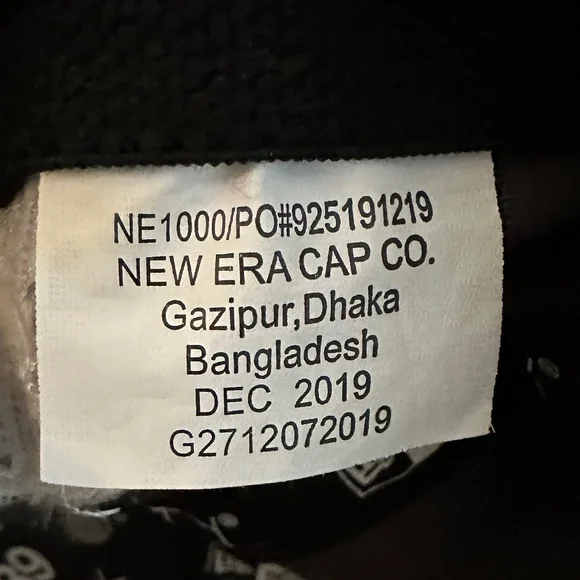 NE1000/PO#925191219
NEW ERA CAP CO.
Gazipur,Dhaka
Bangladesh
DEC 2019
G2712072019